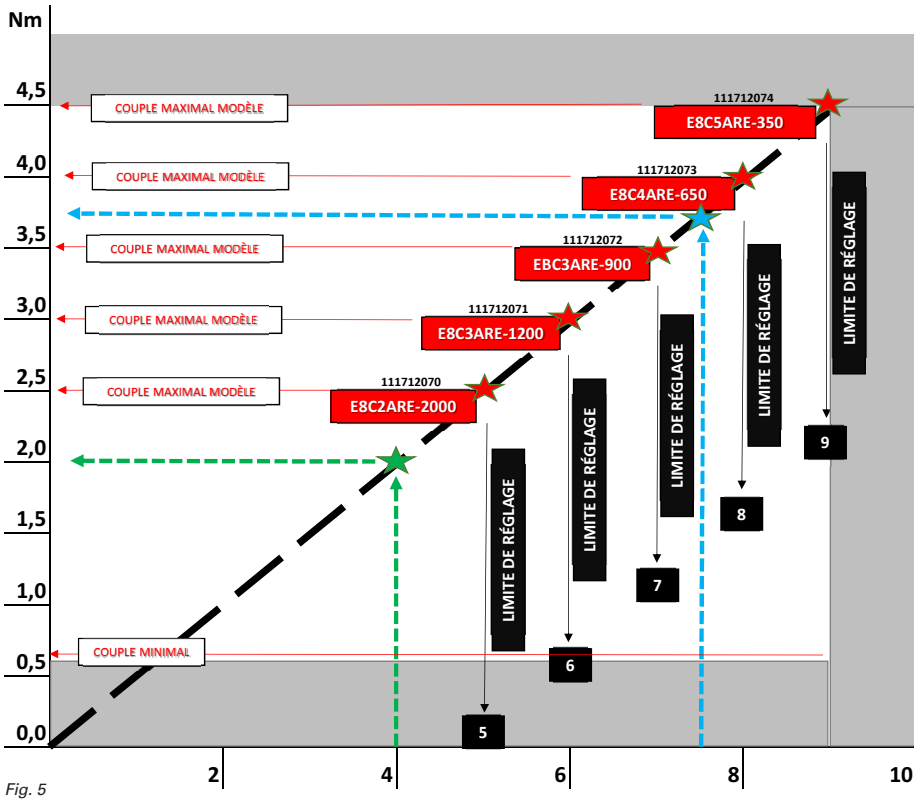 Nm
4,5
COUPLE MAXIMAL MODÈLE
111712074
E8C5ARE-350
4,0
COUPLE MAXIMAL MODÈLE
111712073
E8C4ARE-650
3,5
COUPLE MAXIMAL MODÈLE
111712072
EBC3ARE-900
3,0
COUPLE MAXIMAL MODÈLE
111712071
E8C3ARE-1200
2,5
COUPLE MAXIMAL MODÈLE
111712070
E8C2ARE-2000
2,0
1,5
1,0
COUPLE MINIMAL
0,5
0,0
LIMITE DE RÉGLAGE
5
LIMITE DE RÉGLAGE
6
LIMITE DE RÉGLAGE
7
LIMITE DE RÉGLAGE
8
LIMITE DE RÉGLAGE
9
2
4
6
8
10
Fig. 5